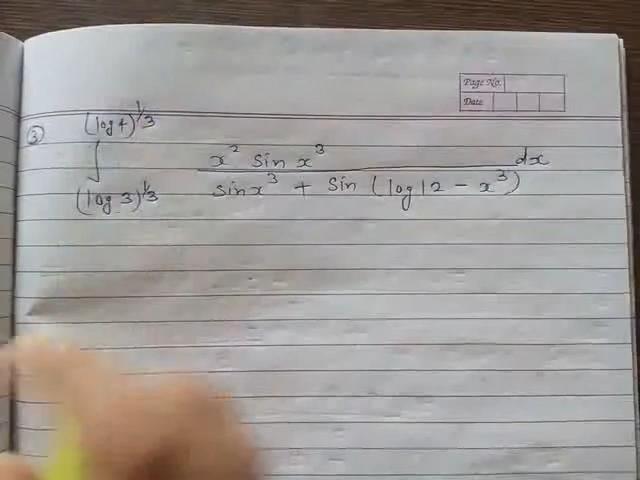 Page No.
Date
③ ∫ (log 3)^1/3 (log 4)^1/3 x² sin x³ / sin x³ + sin (log 12 - x³) dx